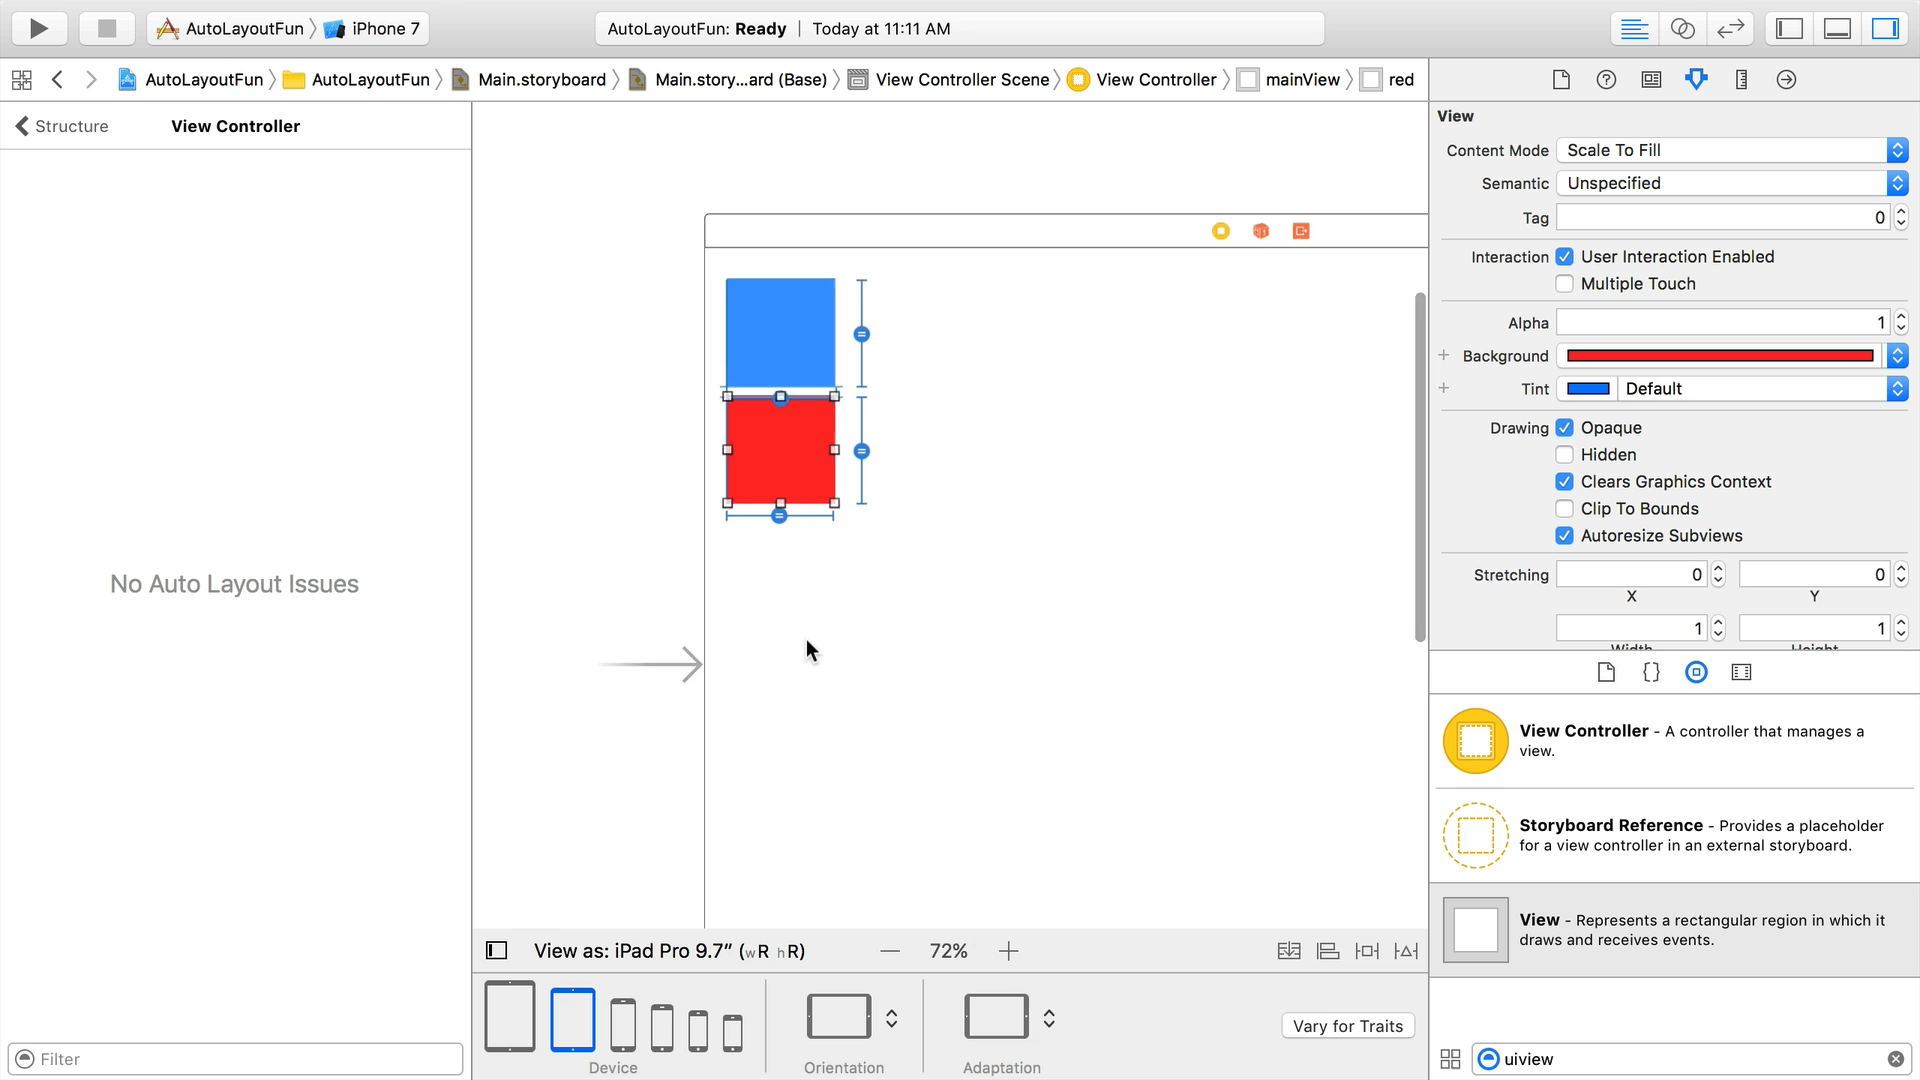 AutoLayoutFun iPhone 7
AutoLayoutFun: Ready | Today at 11:11 AM
AutoLayoutFun AutoLayoutFun Main.storyboard Main.story...ard (Base) View Controller Scene View Controller mainView red
Structure View Controller
No Auto Layout Issues
Filter
View as: iPad Pro 9.7” (wR hR) 72%
Device
Orientation
Adaptation
Vary for Traits
View
Content Mode Scale To Fill
Semantic Unspecified
Tag 0
Interaction User Interaction Enabled
Multiple Touch
Alpha 1
Background
Tint Default
Drawing Opaque
Hidden
Clears Graphics Context
Clip To Bounds
Autoresize Subviews
Stretching 0 0
X Y
1 1
Width Height
View Controller - A controller that manages a
view.
Storyboard Reference - Provides a placeholder
for a view controller in an external storyboard.
View - Represents a rectangular region in which it
draws and receives events.
uiview